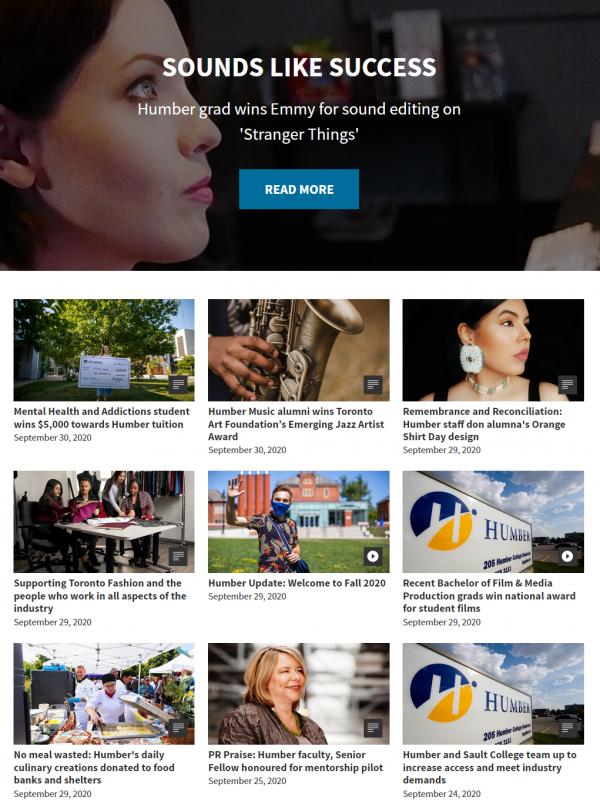 SOUNDS LIKE SUCCESS
Humber grad wins Emmy for sound editing on
'Stranger Things'
READ MORE
Mental Health and Addictions student
wins $5,000 towards Humber tuition
September 30, 2020
Humber Music alumni wins Toronto
Art Foundation's Emerging Jazz Artist
Award
September 30, 2020
Remembrance and Reconciliation:
Humber staff don alumna's Orange
Shirt Day design
September 29, 2020
HUMBER
205 Humber College Boulevard
Supporting Toronto Fashion and the
people who work in all aspects of the
industry
September 29, 2020
Humber Update: Welcome to Fall 2020
September 29, 2020
Recent Bachelor of Film & Media
Production grads win national award
for student films
September 29, 2020
HUMBER
205 Humber College Boulevard
No meal wasted: Humber's daily
culinary creations donated to food
banks and shelters
September 29, 2020
PR Praise: Humber faculty, Senior
Fellow honoured for mentorship pilot
September 25, 2020
Humber and Sault College team up to
increase access and meet industry
demands
September 24, 2020